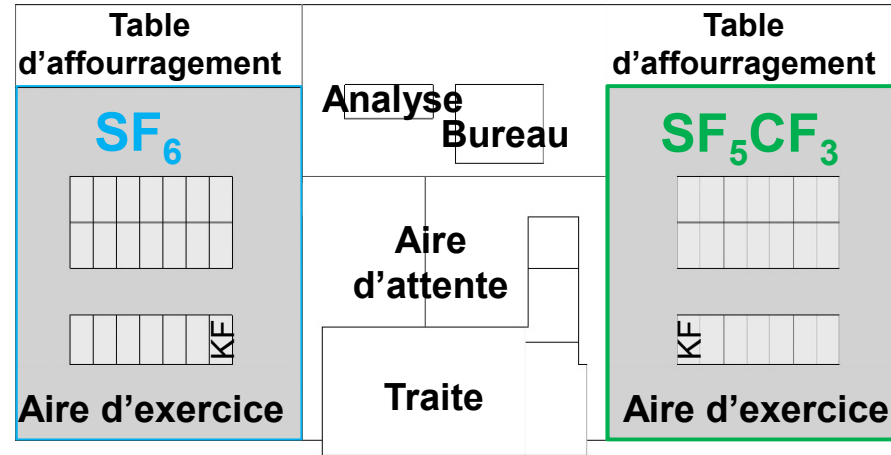 Table
d’affourragement
SF₆
KF
Aire d’exercice
Analyse
Bureau
Aire
d’attente
Traite
Table
d’affourragement
SF₅CF₃
KF
Aire d’exercice